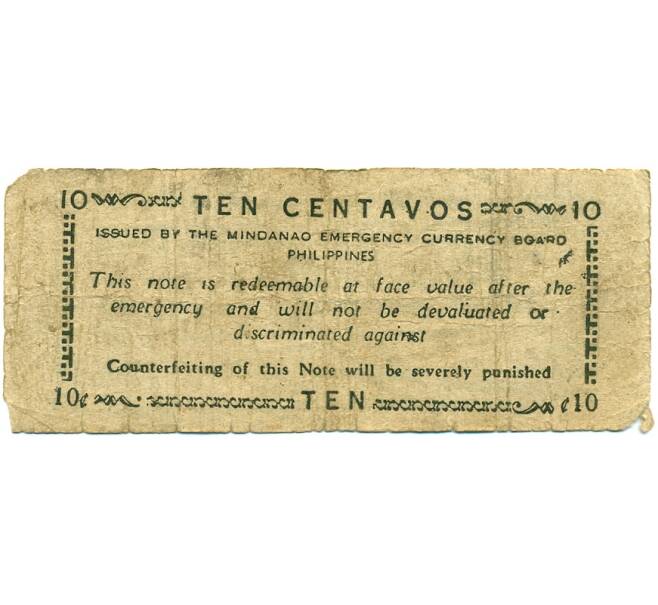 10 TEN CENTAVOS 10
ISSUED BY THE MINDANAO EMERGENCY CURRENCY BOARD
PHILIPPINES
This note is redeemable at face value after the
emergency and will not be devaluated or
discriminated against
Counterfeiting of this Note will be severely punished
10¢ TEN ¢10